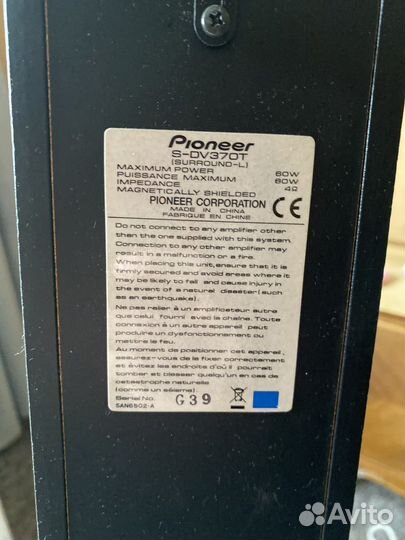 Pioneer
S-DV370T
(SURROUND-L)
MAXIMUM POWER 60W
PUISSANCE MAXIMUM 60W
IMPEDANCE 4Ω
MAGNETICALLY SHIELDED
PIONEER CORPORATION CE
MADE IN CHINA
FABRIQUE EN CHINE
Do not connect to any amplifier other
than the one supplied with this system.
Connection to any other amplifier may
result in a malfunction or a fire.
When placing this unit, ensure that it is
firmly secured and avoid areas where it
may be likely to fall and cause injury in
the event of a natural disaster (such
as an earthquake).
Ne pas relier à un amplificateur autre
que celui fourni avec la chaîne. Toute
connexion à un autre appareil peut
produire un dysfonctionnement ou
mettre le feu.
Au moment de positionner cet appareil,
assurez-vous de le fixer correctement
et évitez les endroits d'où il pourrait
tomber et blesser quelqu'un en cas de
catastrophe naturelle
(comme un séisme).
Serial No. G39
SAN6502-A
Avito